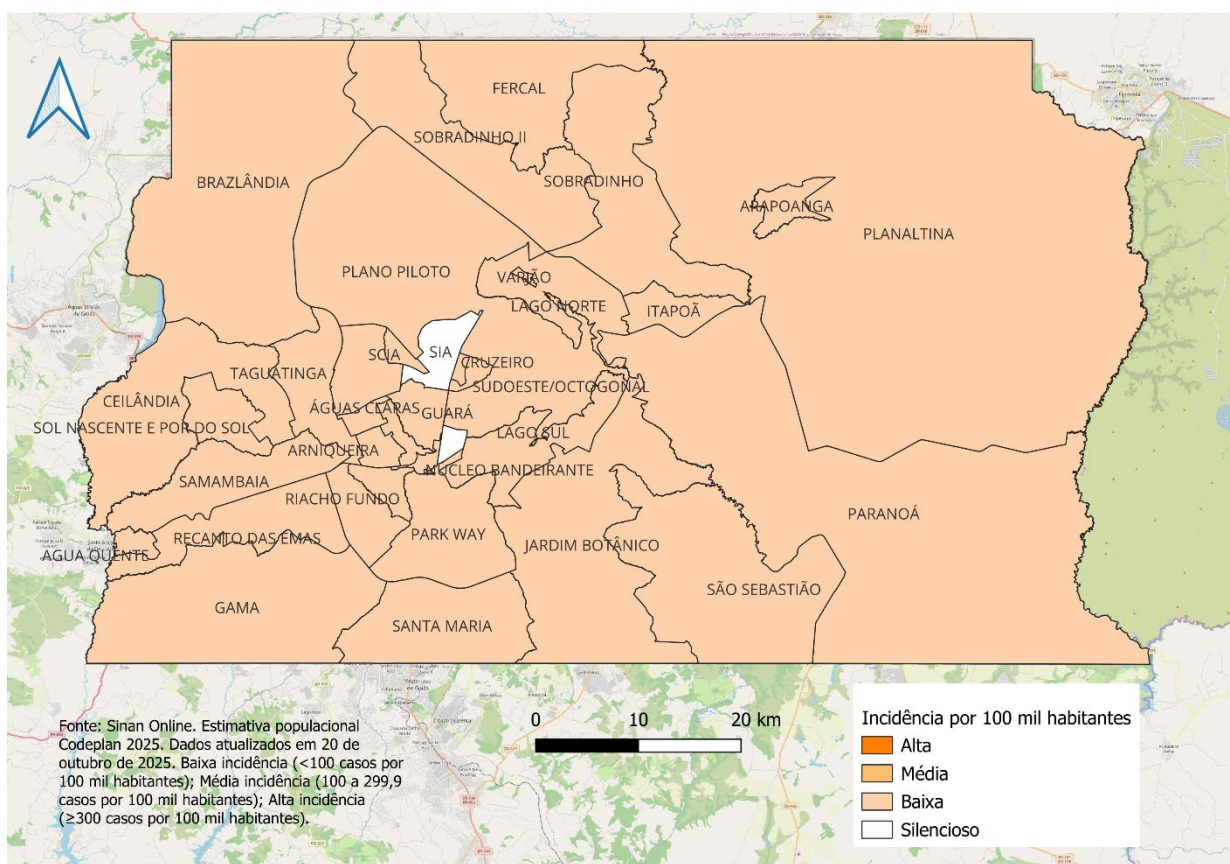 FERCAL
SOBRADINHO II
BRAZLÂNDIA
SOBRADINHO
ARAPOANGA
PLANALTINA
PLANO PILOTO
VARJÃO
LAGO NORTE
ITAPOÃ
SIA
SCIA
CRUZEIRO
TAGUATINGA
SUDOESTE/OCTOGONAL
CEILÂNDIA
ÁGUAS CLARAS
GUARÁ
SOL NASCENTE E POR DO SOL
LAGO SUL
ARNIQUEIRA
NÚCLEO BANDEIRANTE
SAMAMBAIA
RIACHO FUNDO
PARANOÁ
RECANTO DAS EMAS
PARK WAY
JARDIM BOTÂNICO
ÁGUA QUENTE
SÃO SEBASTIÃO
GAMA
SANTA MARIA
Fonte: Sinan Online. Estimativa populacional
Codeplan 2025. Dados atualizados em 20 de
outubro de 2025. Baixa incidência (<100 casos por
100 mil habitantes); Média incidência (100 a 299,9
casos por 100 mil habitantes); Alta incidência
(≥300 casos por 100 mil habitantes).
0 10 20 km
Incidência por 100 mil habitantes
Alta
Média
Baixa
Silencioso